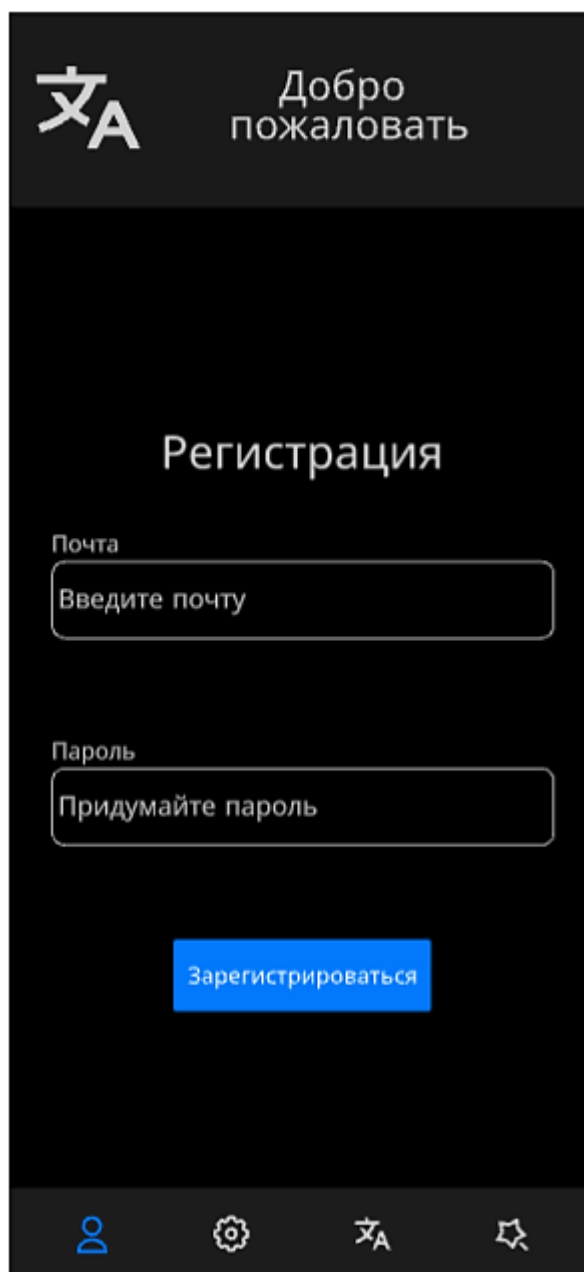 Добро
пожаловать
Регистрация
Почта
Введите почту
Пароль
Придумайте пароль
Зарегистрироваться